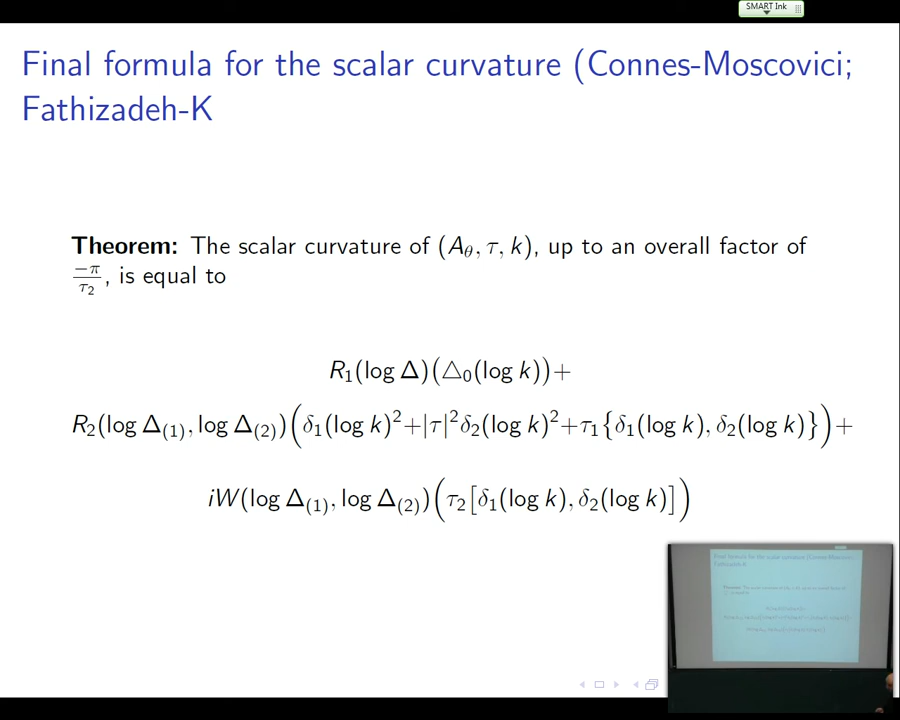 SMART Ink
Final formula for the scalar curvature (Connes-Moscovici;
Fathizadeh-K
Theorem: The scalar curvature of (A_θ, τ, k), up to an overall factor of
−π/τ₂, is equal to
R₁(log Δ)(△₀(log k))+
R₂(log Δ₍₁₎, log Δ₍₂₎)(δ₁(log k)²+|τ|²δ₂(log k)²+τ₁{δ₁(log k), δ₂(log k)})+
iW(log Δ₍₁₎, log Δ₍₂₎)(τ₂[δ₁(log k), δ₂(log k)])